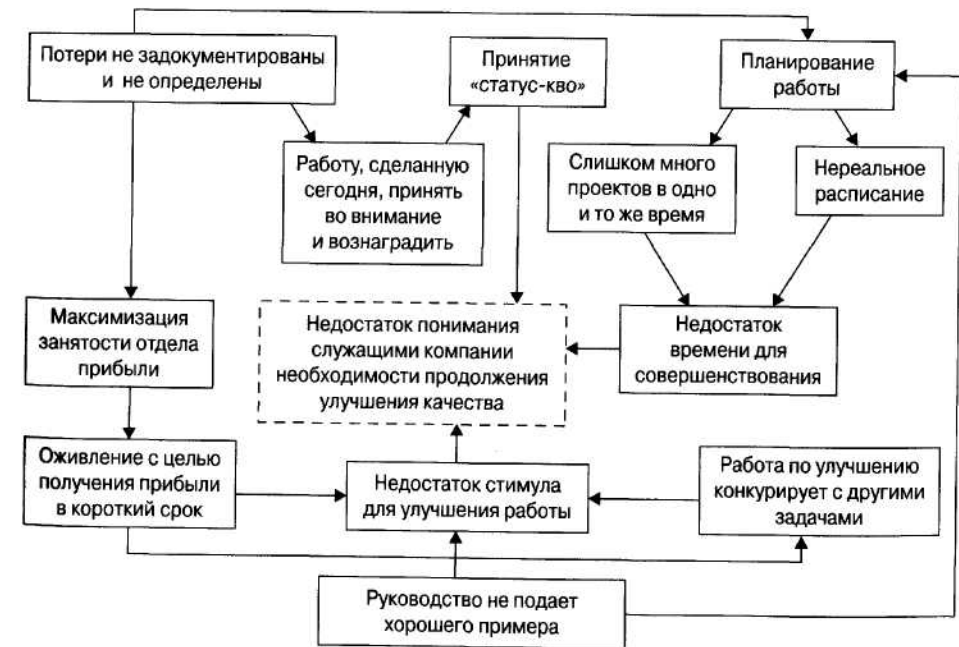 Потери не задокументированы
и не определены
Принятие
«статус-кво»
Планирование
работы
Работу, сделанную
сегодня, принять
во внимание
и вознаградить
Слишком много
проектов в одно
и то же время
Нереальное
расписание
Максимизация
занятости отдела
прибыли
Недостаток понимания
служащими компании
необходимости продолжения
улучшения качества
Недостаток
времени для
совершенствования
Оживление с целью
получения прибыли
в короткий срок
Недостаток стимула
для улучшения работы
Работа по улучшению
конкурирует с другими
задачами
Руководство не подает
хорошего примера